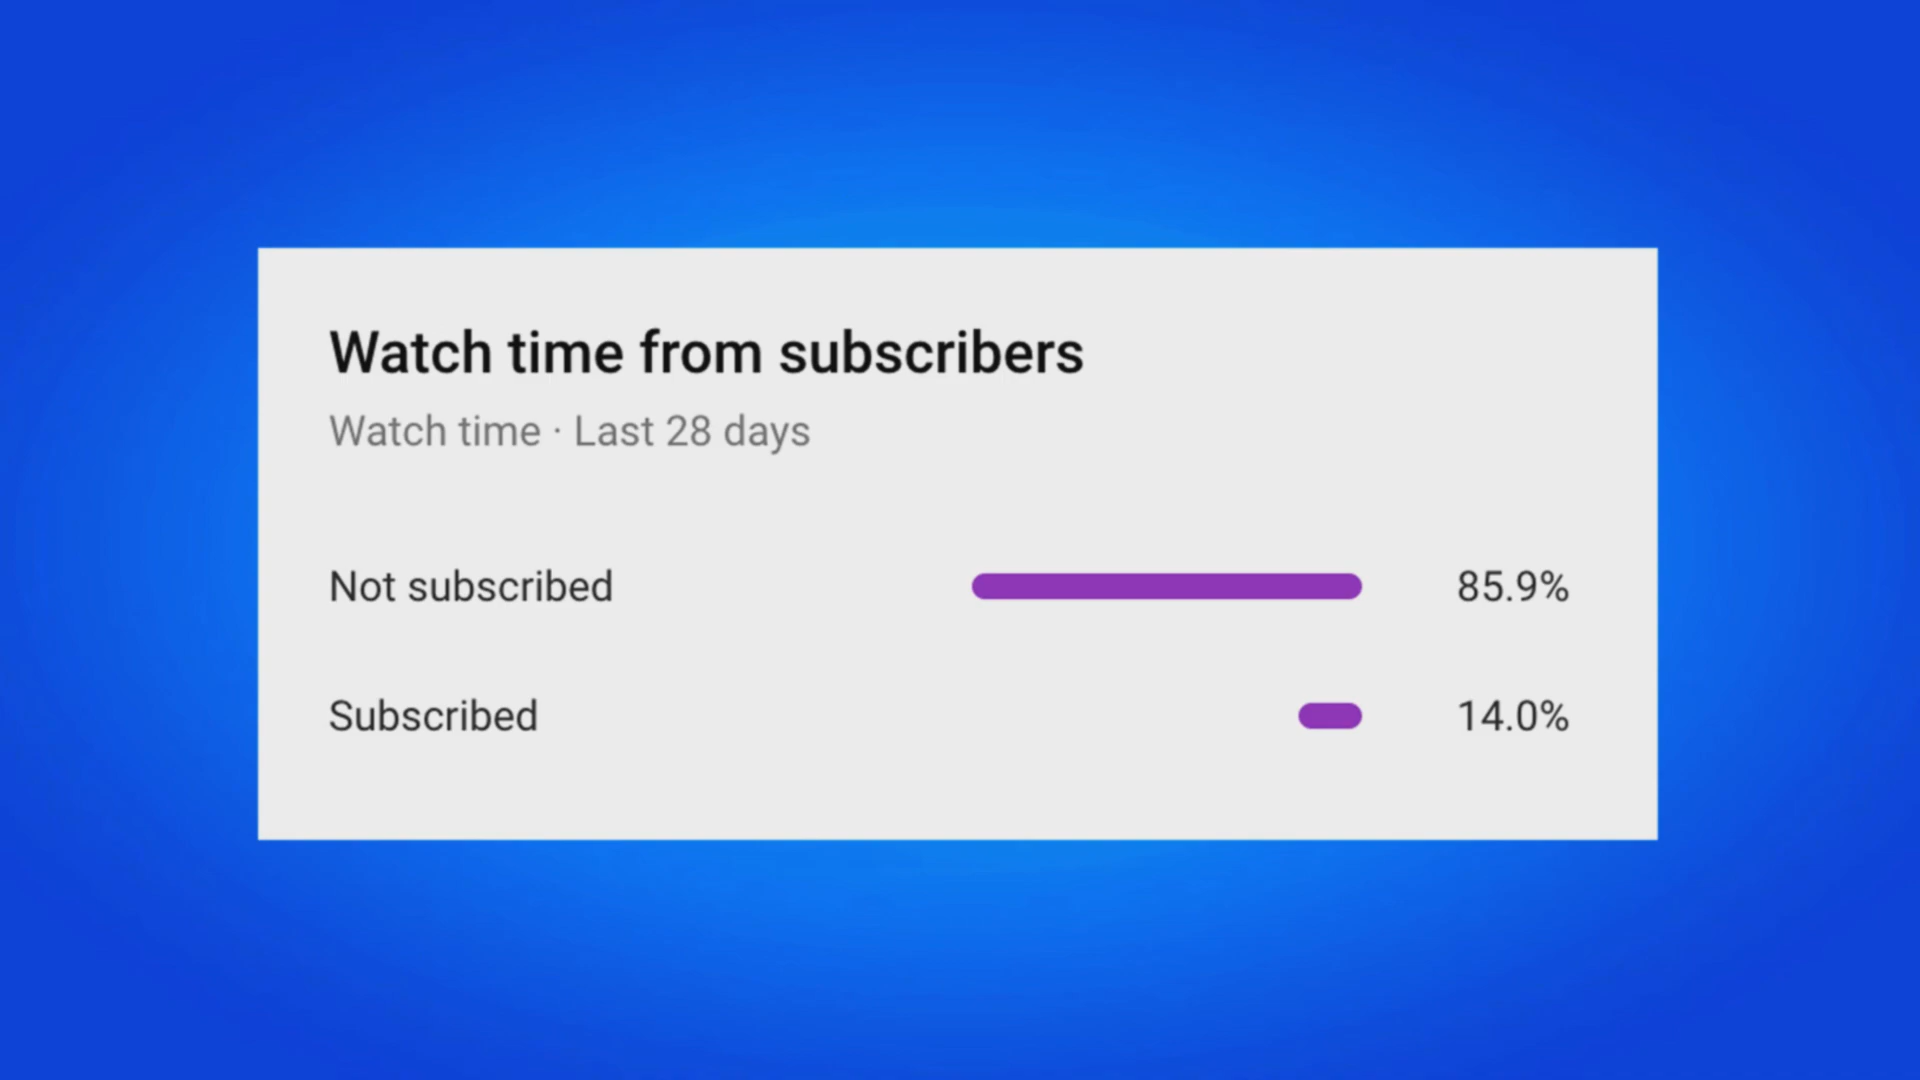 Watch time from subscribers
Watch time · Last 28 days
Not subscribed 85.9%
Subscribed 14.0%